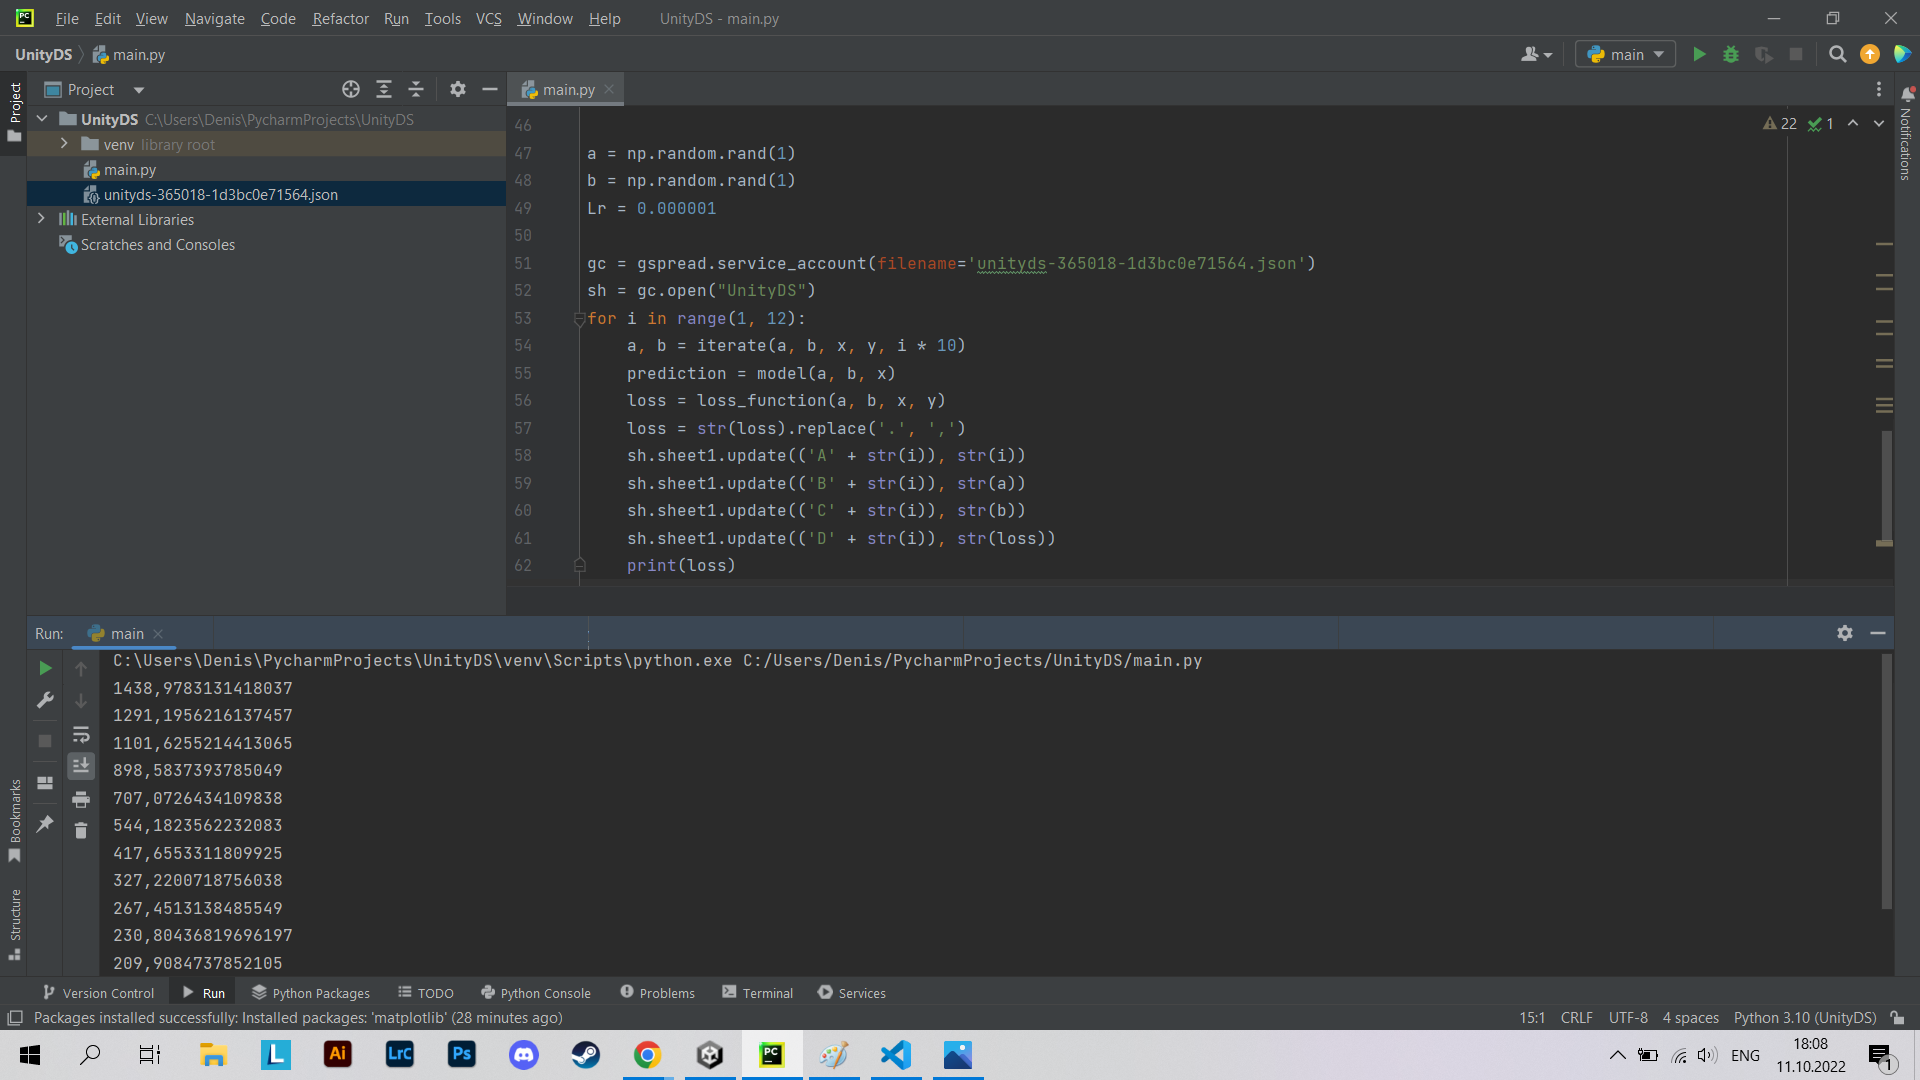 File Edit View Navigate Code Refactor Run Tools VCS Window Help UnityDS - main.py
UnityDS main.py
main
Project
Project
main.py
UnityDS C:\Users\Denis\PycharmProjects\UnityDS
venv library root
main.py
unityds-365018-1d3bc0e71564.json
External Libraries
Scratches and Consoles
22 1
Notifications
46
47 a = np.random.rand(1)
48 b = np.random.rand(1)
49 Lr = 0.000001
50
51 gc = gspread.service_account(filename='unityds-365018-1d3bc0e71564.json')
52 sh = gc.open("UnityDS")
53 for i in range(1, 12):
54 a, b = iterate(a, b, x, y, i * 10)
55 prediction = model(a, b, x)
56 loss = loss_function(a, b, x, y)
57 loss = str(loss).replace('.', ',')
58 sh.sheet1.update(('A' + str(i)), str(i))
59 sh.sheet1.update(('B' + str(i)), str(a))
60 sh.sheet1.update(('C' + str(i)), str(b))
61 sh.sheet1.update(('D' + str(i)), str(loss))
62 print(loss)
Run: main
C:\Users\Denis\PycharmProjects\UnityDS\venv\Scripts\python.exe C:/Users/Denis/PycharmProjects/UnityDS/main.py
1438,9783131418037
1291,1956216137457
1101,6255214413065
898,5837393785049
707,0726434109838
544,1823562232083
417,6553311809925
327,2200718756038
267,4513138485549
230,80436819696197
209,9084737852105
Bookmarks
Structure
Version Control Run Python Packages TODO Python Console Problems Terminal Services
Packages installed successfully: Installed packages: 'matplotlib' (28 minutes ago) 15:1 CRLF UTF-8 4 spaces Python 3.10 (UnityDS)
L Ai LrC Ps PC ENG 18:08
11.10.2022
1